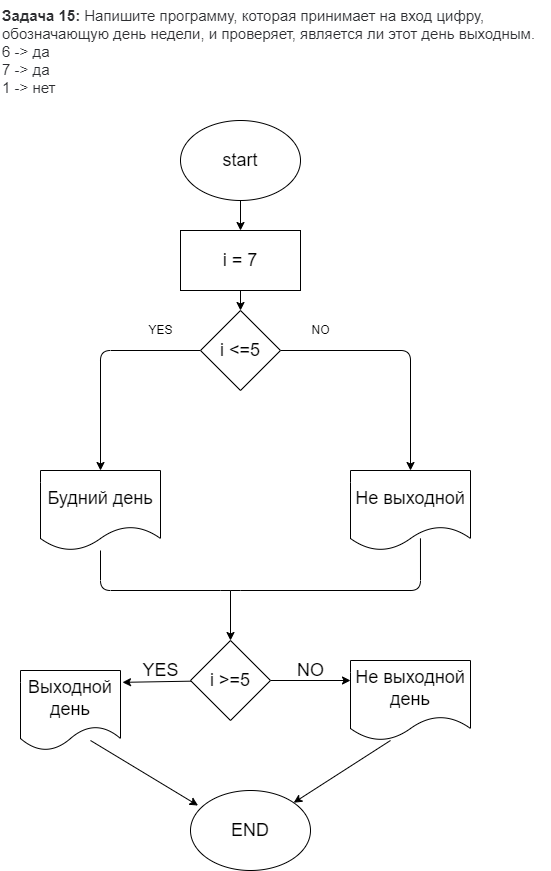 Задача 15: Напишите программу, которая принимает на вход цифру,
обозначающую день недели, и проверяет, является ли этот день выходным.
6 -> да
7 -> да
1 -> нет
start
i = 7
YES
NO
i <=5
Будний день
Не выходной
YES
NO
i >=5
Выходной
день
Не выходной
день
END